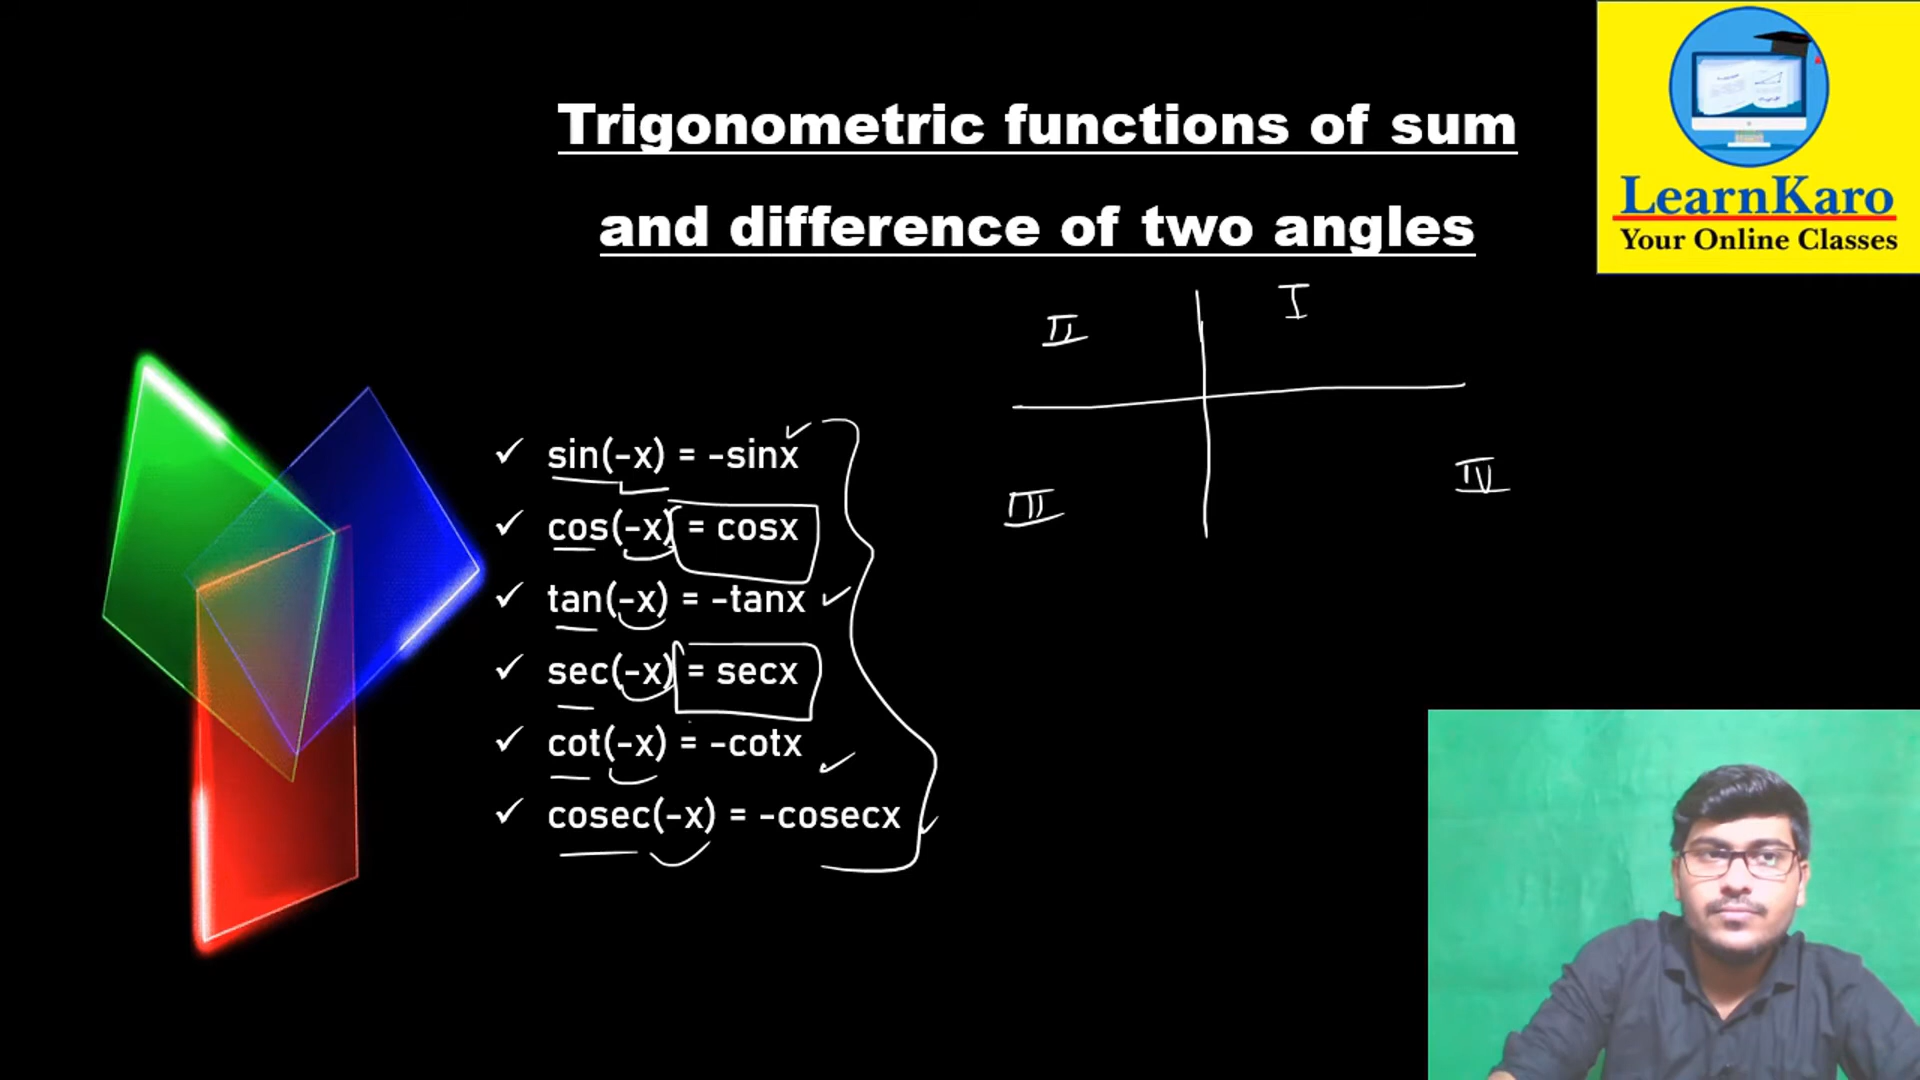 Trigonometric functions of sum
and difference of two angles
LearnKaro
Your Online Classes
I
II
III
IV
sin(-x) = -sinx
cos(-x) = cosx
tan(-x) = -tanx
sec(-x) = secx
cot(-x) = -cotx
cosec(-x) = -cosecx